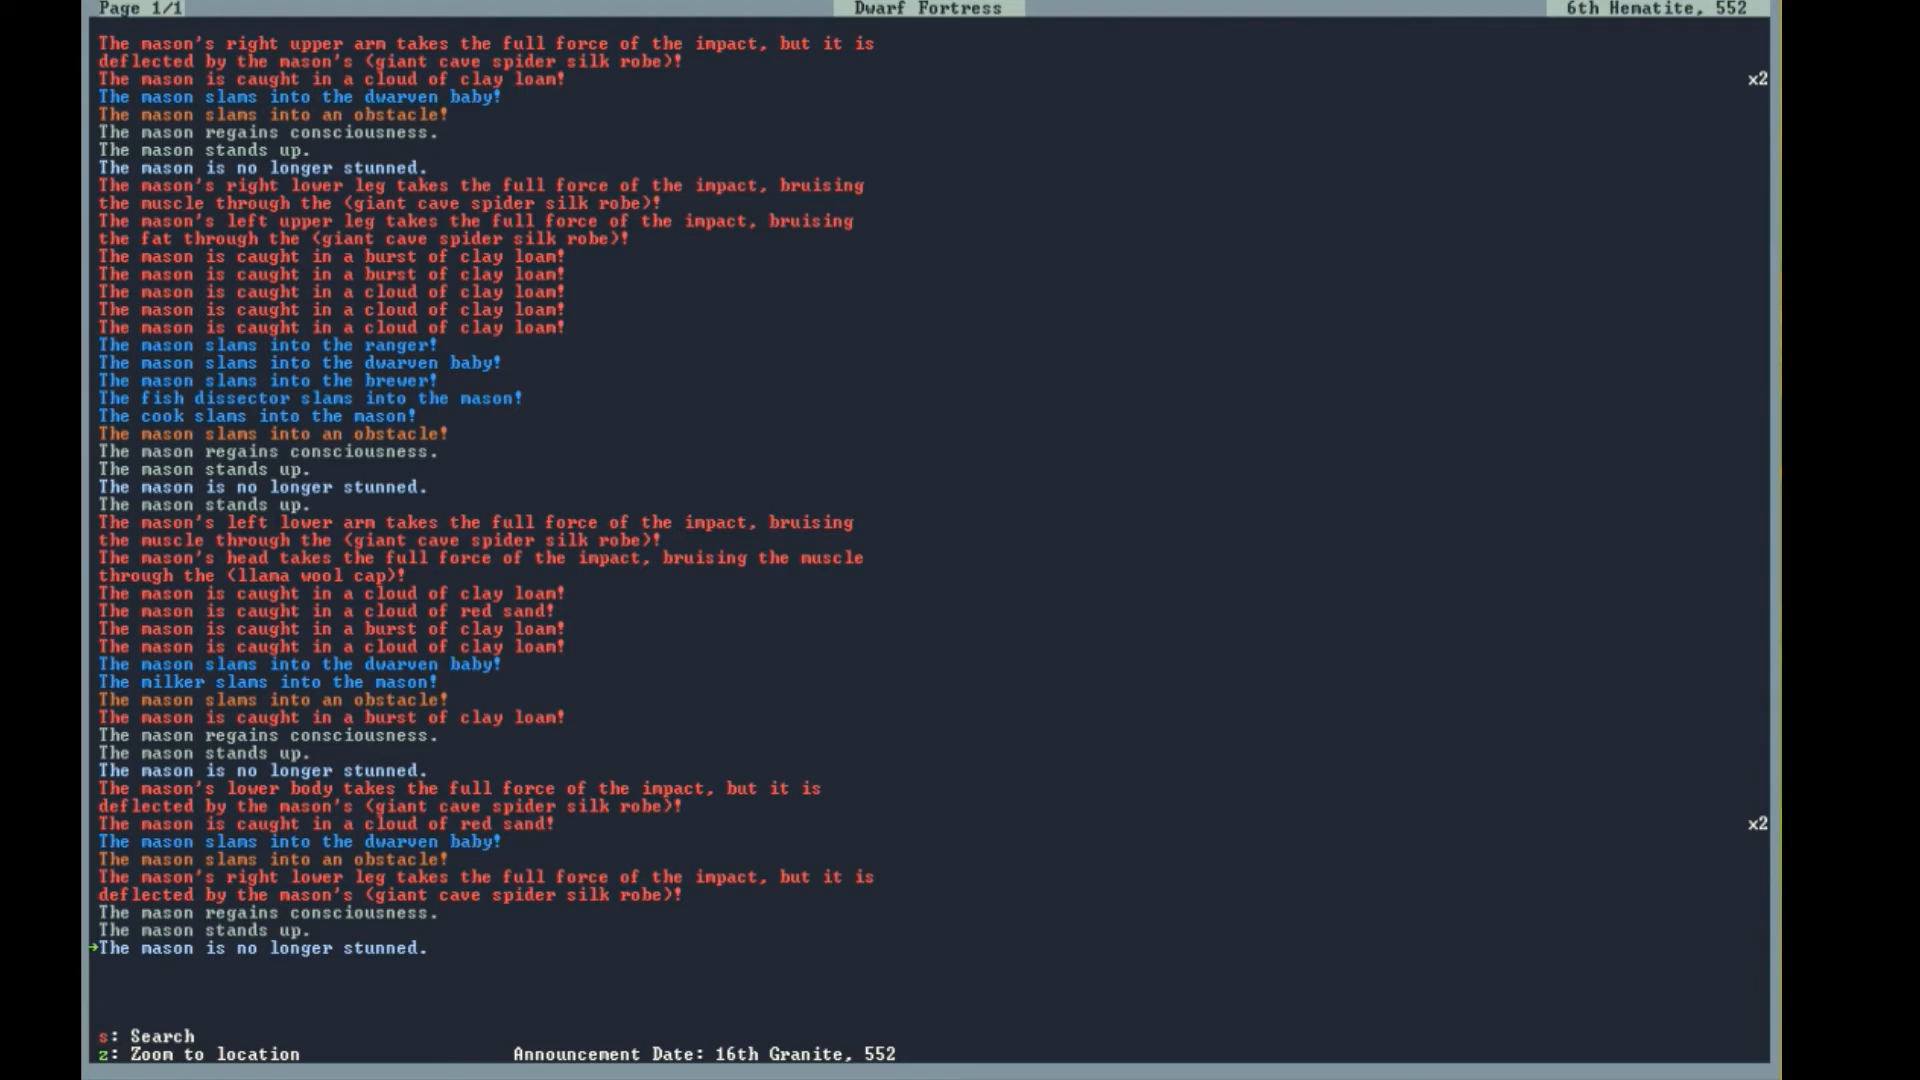 Page 1/1 Dwarf Fortress 6th Hematite, 552
The mason's right upper arm takes the full force of the impact, but it is
deflected by the mason's (giant cave spider silk robe)!
The mason is caught in a cloud of clay loam! x2
The mason slams into the dwarven baby!
The mason slams into an obstacle!
The mason regains consciousness.
The mason stands up.
The mason is no longer stunned.
The mason's right lower leg takes the full force of the impact, bruising
the muscle through the (giant cave spider silk robe)!
The mason's left upper leg takes the full force of the impact, bruising
the fat through the (giant cave spider silk robe)!
The mason is caught in a burst of clay loam!
The mason is caught in a burst of clay loam!
The mason is caught in a cloud of clay loam!
The mason is caught in a cloud of clay loam!
The mason is caught in a cloud of clay loam!
The mason slams into the ranger!
The mason slams into the dwarven baby!
The mason slams into the brewer!
The fish dissector slams into the mason!
The cook slams into the mason!
The mason slams into an obstacle!
The mason regains consciousness.
The mason stands up.
The mason is no longer stunned.
The mason stands up.
The mason's left lower arm takes the full force of the impact, bruising
the muscle through the (giant cave spider silk robe)!
The mason's head takes the full force of the impact, bruising the muscle
through the (llama wool cap)!
The mason is caught in a cloud of clay loam!
The mason is caught in a cloud of red sand!
The mason is caught in a burst of clay loam!
The mason is caught in a cloud of clay loam!
The mason slams into the dwarven baby!
The milker slams into the mason!
The mason slams into an obstacle!
The mason is caught in a burst of clay loam!
The mason regains consciousness.
The mason stands up.
The mason is no longer stunned.
The mason's lower body takes the full force of the impact, but it is
deflected by the mason's (giant cave spider silk robe)!
The mason is caught in a cloud of red sand! x2
The mason slams into the dwarven baby!
The mason slams into an obstacle!
The mason's right lower leg takes the full force of the impact, but it is
deflected by the mason's (giant cave spider silk robe)!
The mason regains consciousness.
The mason stands up.
→The mason is no longer stunned.
s: Search
z: Zoom to location Announcement Date: 16th Granite, 552